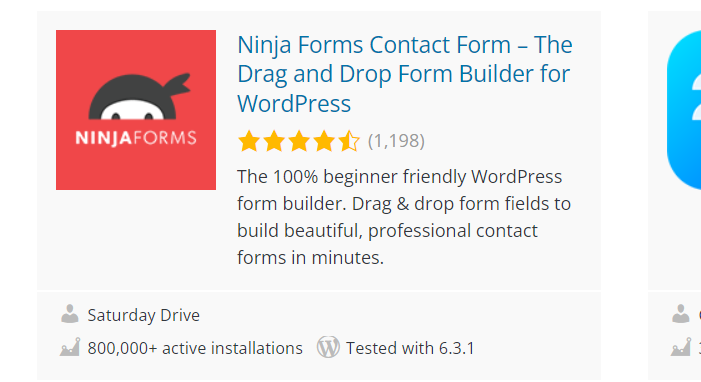 Ninja Forms Contact Form – The
Drag and Drop Form Builder for
WordPress
NINJAFORMS
(1,198)
The 100% beginner friendly WordPress
form builder. Drag & drop form fields to
build beautiful, professional contact
forms in minutes.
Saturday Drive
800,000+ active installations
Tested with 6.3.1